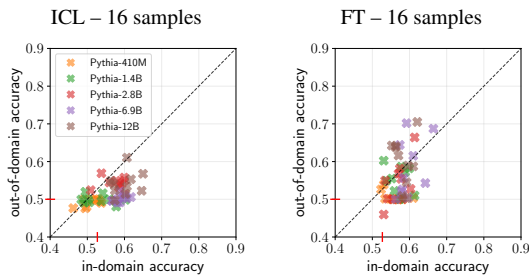 ICL – 16 samples
0.9
0.8
0.7
0.6
0.5
0.4
0.4 0.5 0.6 0.7 0.8 0.9
out-of-domain accuracy
in-domain accuracy
Pythia-410M
Pythia-1.4B
Pythia-2.8B
Pythia-6.9B
Pythia-12B
FT – 16 samples
0.9
0.8
0.7
0.6
0.5
0.4
0.4 0.5 0.6 0.7 0.8 0.9
out-of-domain accuracy
in-domain accuracy